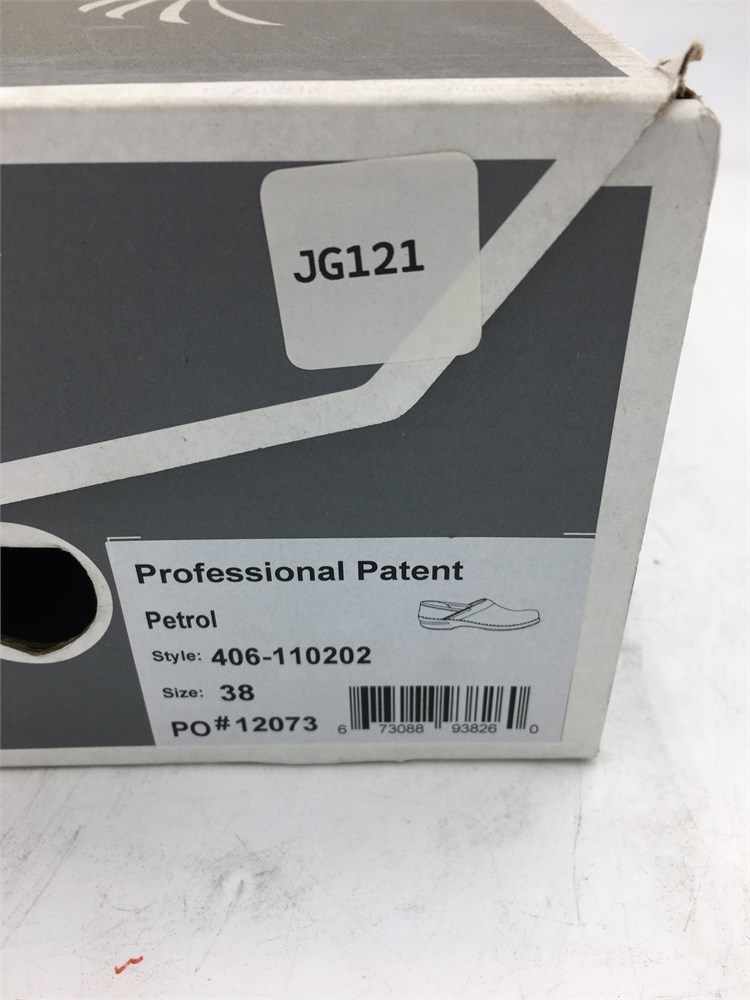 JG121
Professional Patent
Petrol
Style: 406-110202
Size: 38
PO#12073
6 73088 93826 0